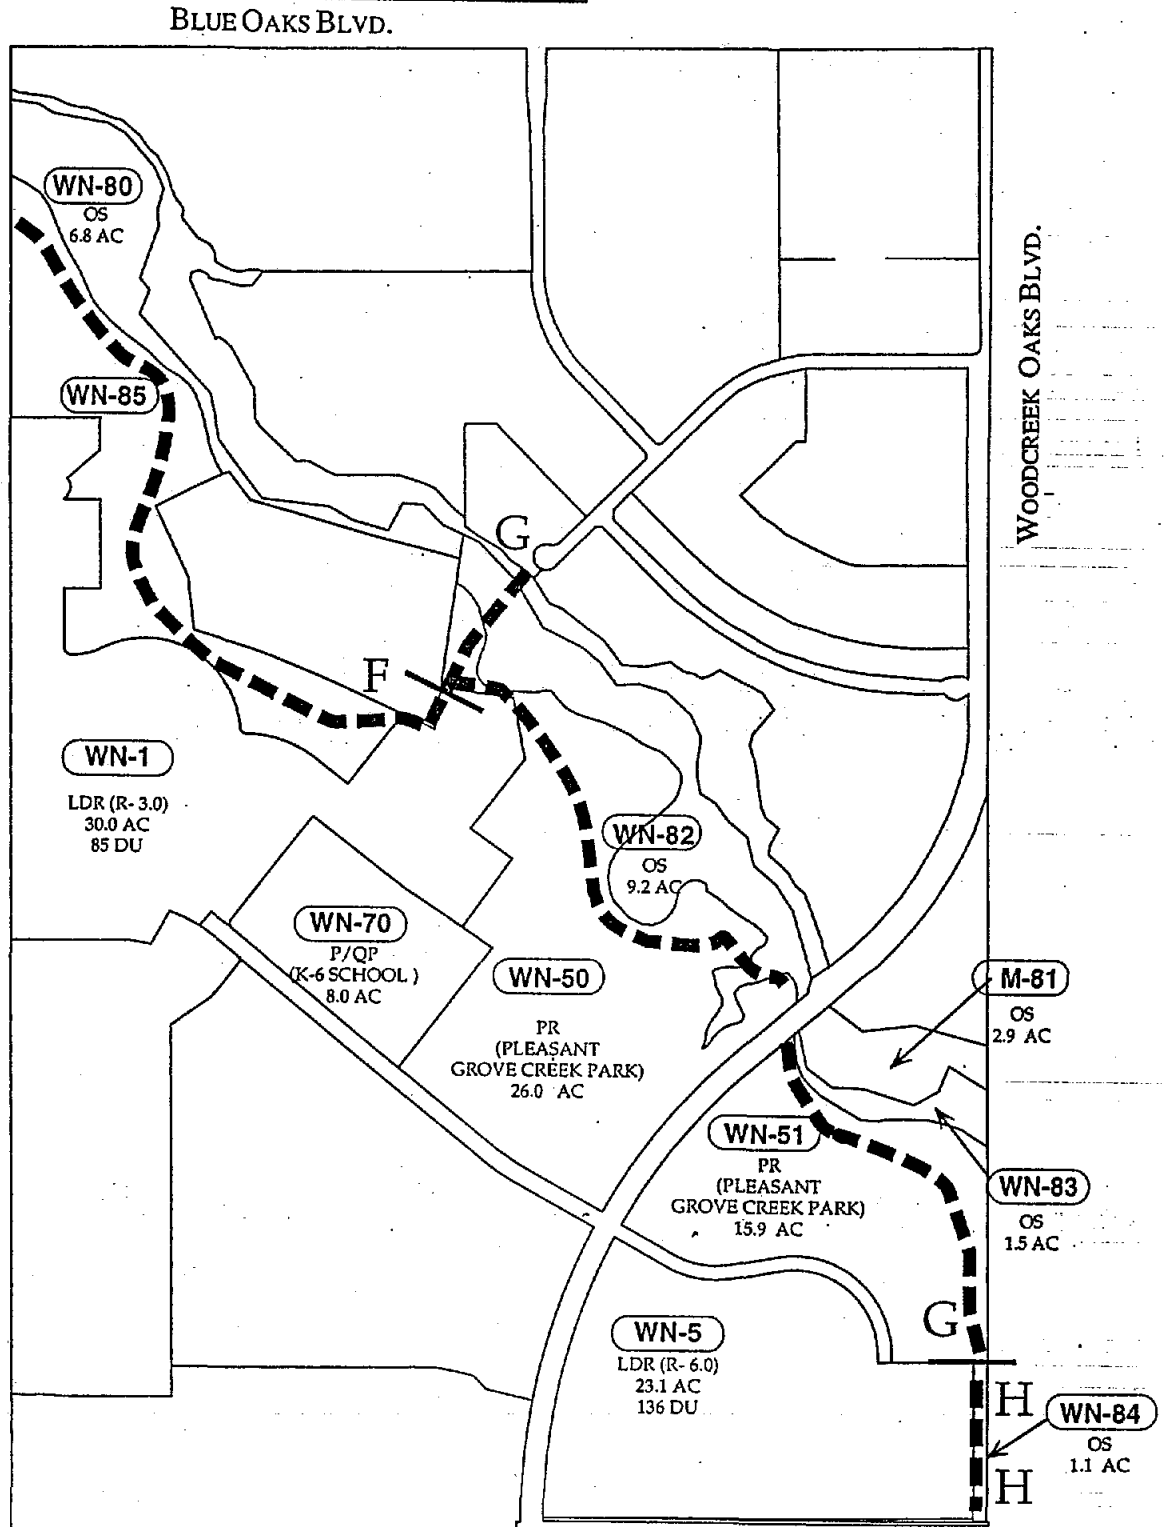 BLUE OAKS BLVD.
WN-80
OS
6.8 AC
WOODCREEK OAKS BLVD.
WN-85
G
F
WN-1
LDR (R- 3.0)
30.0 AC
85 DU
WN-82
OS
9.2 AC
WN-70
P/QP
(K-6 SCHOOL )
8.0 AC
WN-50
PR
(PLEASANT
GROVE CREEK PARK)
26.0 AC
M-81
OS
2.9 AC
WN-51
PR
(PLEASANT
GROVE CREEK PARK)
15.9 AC
WN-83
OS
1.5 AC
G
WN-5
LDR (R- 6.0)
23.1 AC
136 DU
H
WN-84
OS
1.1 AC
H